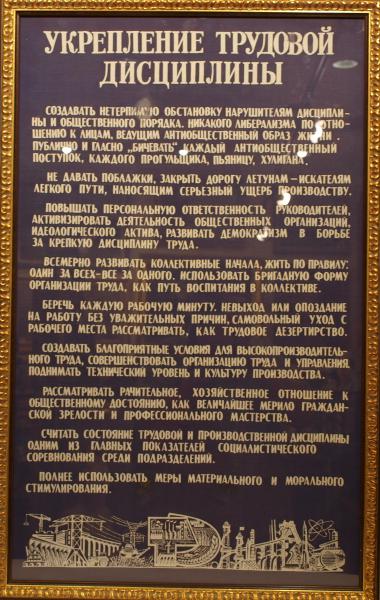 УКРЕПЛЕНИЕ ТРУДОВОЙ
ДИСЦИПЛИНЫ
СОЗДАВАТЬ НЕТЕРПИМУЮ ОБСТАНОВКУ НАРУШИТЕЛЯМ ДИСЦИПЛИ-
НЫ И ОБЩЕСТВЕННОГО ПОРЯДКА. НИКАКОГО ЛИБЕРАЛИЗМА ПО ОТНО-
ШЕНИЮ К ЛИЦАМ, ВЕДУЩИМ АНТИОБЩЕСТВЕННЫЙ ОБРАЗ ЖИЗНИ.
ПУБЛИЧНО И ГЛАСНО „БИЧЕВАТЬ" КАЖДЫЙ АНТИОБЩЕСТВЕННЫЙ
ПОСТУПОК, КАЖДОГО ПРОГУЛЬЩИКА, ПЬЯНИЦУ, ХУЛИГАНА.
НЕ ДАВАТЬ ПОБЛАЖКИ, ЗАКРЫТЬ ДОРОГУ ЛЕТУНАМ – ИСКАТЕЛЯМ
ЛЕГКОГО ПУТИ, НАНОСЯЩИМ СЕРЬЕЗНЫЙ УЩЕРБ ПРОИЗВОДСТВУ.
ПОВЫШАТЬ ПЕРСОНАЛЬНУЮ ОТВЕТСТВЕННОСТЬ РУКОВОДИТЕЛЕЙ,
АКТИВИЗИРОВАТЬ ДЕЯТЕЛЬНОСТЬ ОБЩЕСТВЕННЫХ ОРГАНИЗАЦИЙ,
ИДЕОЛОГИЧЕСКОГО АКТИВА, РАЗВИВАТЬ ДЕМОКРАТИЗМ В БОРЬБЕ
ЗА КРЕПКУЮ ДИСЦИПЛИНУ ТРУДА.
ВСЕМЕРНО РАЗВИВАТЬ КОЛЛЕКТИВНЫЕ НАЧАЛА, ЖИТЬ ПО ПРАВИЛУ:
ОДИН ЗА ВСЕХ–ВСЕ ЗА ОДНОГО. ИСПОЛЬЗОВАТЬ БРИГАДНУЮ ФОРМУ
ОРГАНИЗАЦИИ ТРУДА, КАК ПУТЬ ВОСПИТАНИЯ В КОЛЛЕКТИВЕ.
БЕРЕЧЬ КАЖДУЮ РАБОЧУЮ МИНУТУ. НЕВЫХОД ИЛИ ОПОЗДАНИЕ
НА РАБОТУ БЕЗ УВАЖИТЕЛЬНЫХ ПРИЧИН, САМОВОЛЬНЫЙ УХОД С
РАБОЧЕГО МЕСТА РАССМАТРИВАТЬ, КАК ТРУДОВОЕ ДЕЗЕРТИРСТВО.
СОЗДАВАТЬ БЛАГОПРИЯТНЫЕ УСЛОВИЯ ДЛЯ ВЫСОКОПРОИЗВОДИТЕЛЬ-
НОГО ТРУДА, СОВЕРШЕНСТВОВАТЬ ОРГАНИЗАЦИЮ ТРУДА И УПРАВЛЕНИЯ,
ПОДНИМАТЬ ТЕХНИЧЕСКИЙ УРОВЕНЬ И КУЛЬТУРУ ПРОИЗВОДСТВА.
РАССМАТРИВАТЬ РАЧИТЕЛЬНОЕ, ХОЗЯЙСТВЕННОЕ ОТНОШЕНИЕ К
ОБЩЕСТВЕННОМУ ДОСТОЯНИЮ, КАК ВЕЛИЧАЙШЕЕ МЕРИЛО ГРАЖДАН-
СКОЙ ЗРЕЛОСТИ И ПРОФЕССИОНАЛЬНОГО МАСТЕРСТВА.
СЧИТАТЬ СОСТОЯНИЕ ТРУДОВОЙ И ПРОИЗВОДСТВЕННОЙ ДИСЦИПЛИНЫ
ОДНИМ ИЗ ГЛАВНЫХ ПОКАЗАТЕЛЕЙ СОЦИАЛИСТИЧЕСКОГО
СОРЕВНОВАНИЯ СРЕДИ ПОДРАЗДЕЛЕНИЙ.
ПОЛНЕЕ ИСПОЛЬЗОВАТЬ МЕРЫ МАТЕРИАЛЬНОГО И МОРАЛЬНОГО
СТИМУЛИРОВАНИЯ.